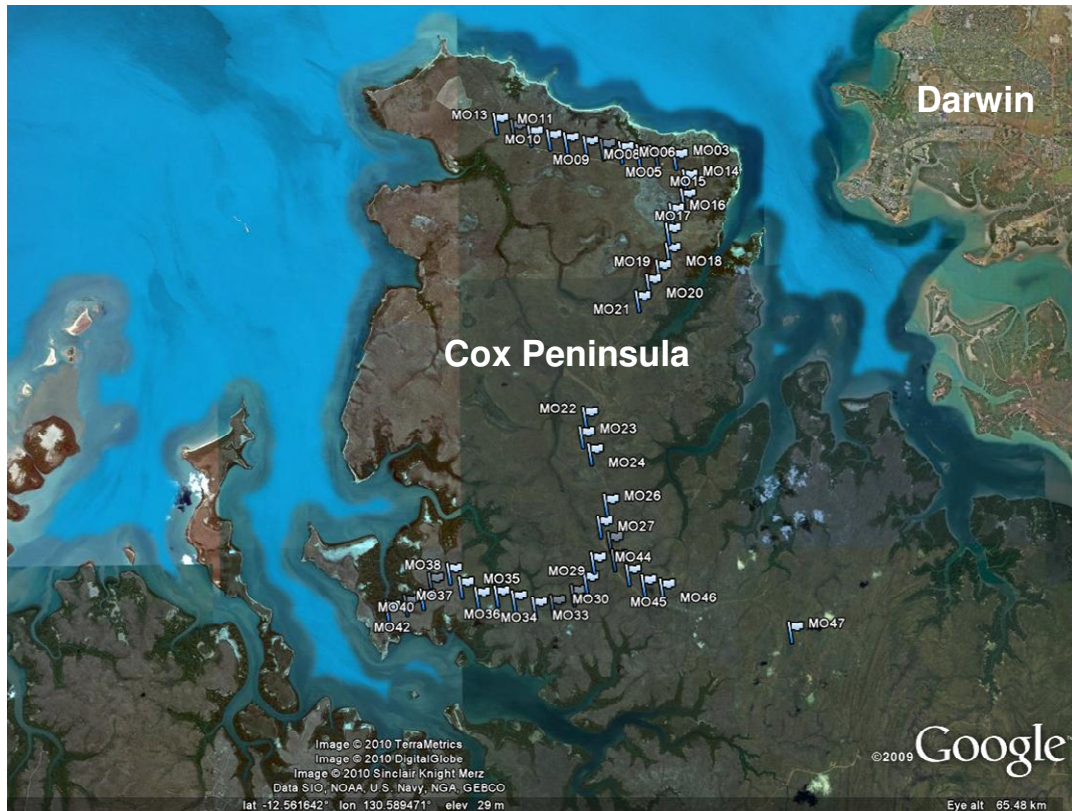 Darwin
MO13
MO11
MO10
MO09
MO08
MO06
MO03
MO05
MO14
MO15
MO16
MO17
MO19
MO18
MO20
MO21
Cox Peninsula
MO22
MO23
MO24
MO26
MO27
MO44
MO38
MO29
MO35
MO37
MO30
MO45
MO46
MO40
MO36
MO34
MO33
MO42
MO47
Image © 2010 TerraMetrics
Image © 2010 DigitalGlobe
Image © 2010 Sinclair Knight Merz
Data SIO, NOAA, U.S. Navy, NGA, GEBCO
©2009 Google
lat -12.561642° lon 130.589471° elev 29 m
Eye alt 65.48 km